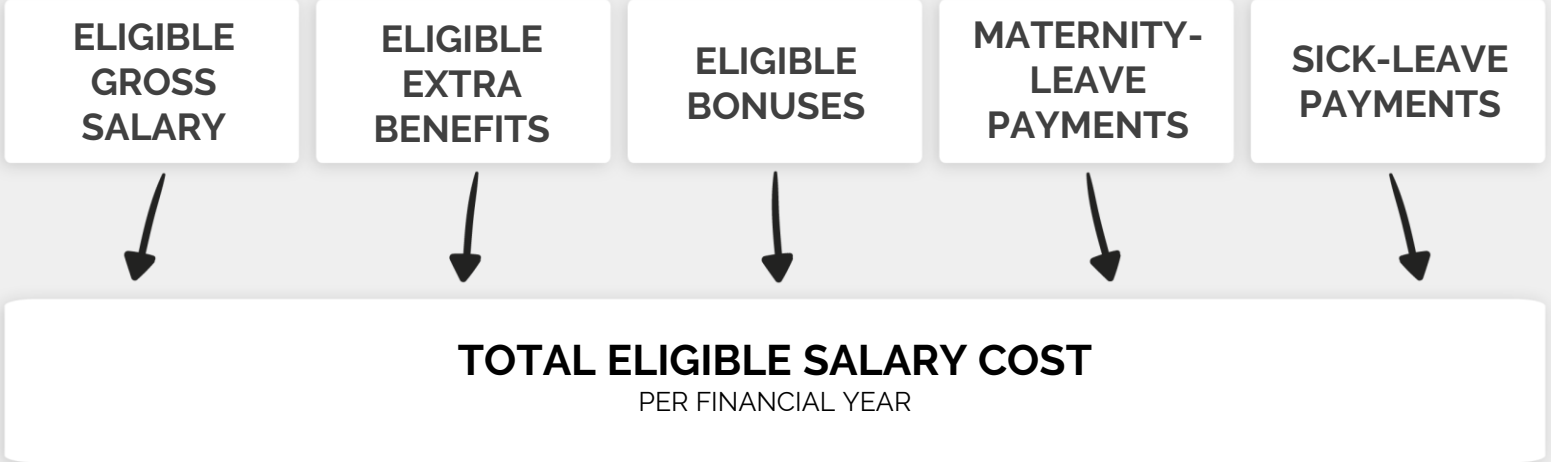 ELIGIBLE
GROSS
SALARY
ELIGIBLE
EXTRA
BENEFITS
ELIGIBLE
BONUSES
MATERNITY-
LEAVE
PAYMENTS
SICK-LEAVE
PAYMENTS
TOTAL ELIGIBLE SALARY COST
PER FINANCIAL YEAR